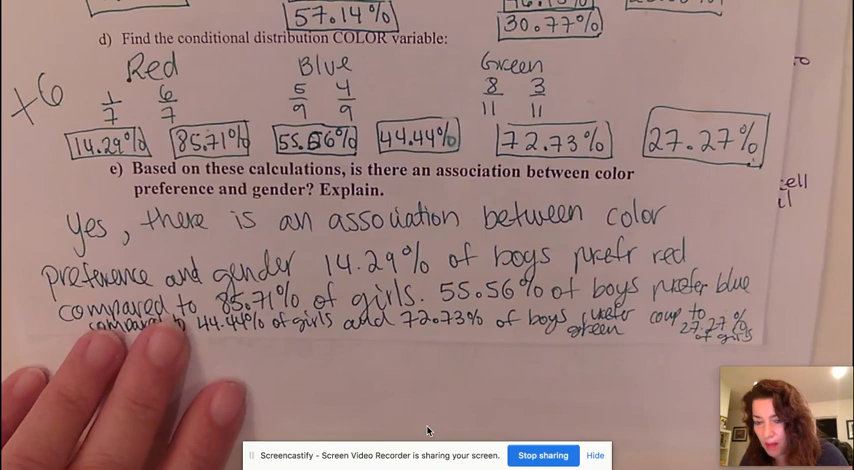 57.14%
30.77%
d) Find the conditional distribution COLOR variable:
Red Blue Green
+6
1/7 6/7 5/9 4/9 8/11 3/11
14.29% 85.71% 55.56% 44.44% 72.73% 27.27%
e) Based on these calculations, is there an association between color
preference and gender? Explain.
yes, there is an association between color
preference and gender 14.29% of boys prefr red
compared to 85.71% of girls. 55.56% of boys prefer blue
compared to 44.44% of girls and 72.73% of boys prefer green comp to 27.27% of girls
Screencastify - Screen Video Recorder is sharing your screen. Stop sharing Hide